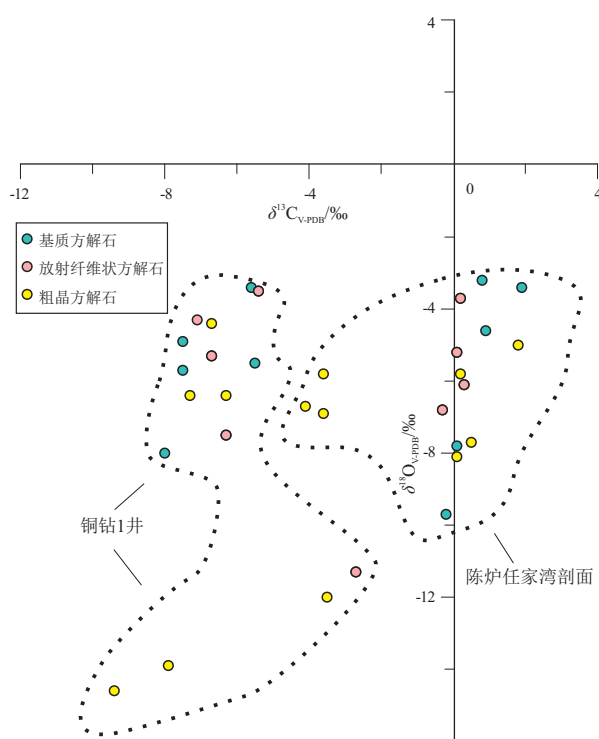 4
-12
-8
-4
0
4
δ¹³C_V-PDB/‰
基质方解石
放射纤维状方解石
粗晶方解石
-4
-8
δ¹⁸O_V-PDB/‰
铜钻1井
陈炉任家湾剖面
-12